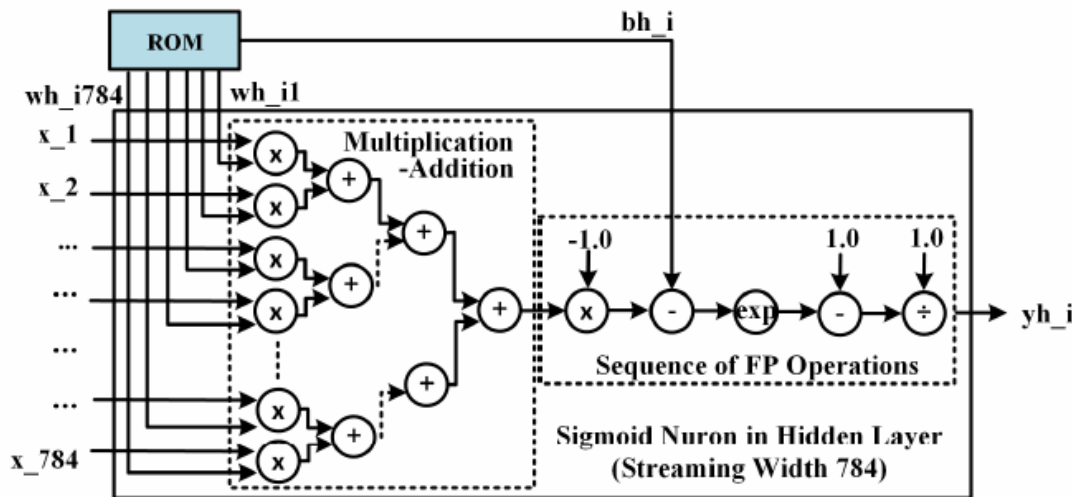 ROM
bh_i
wh_i784
wh_i1
x_1
x_2
...
...
...
...
x_784
Multiplication
-Addition
x
x
x
x
x
x
+
+
+
+
+
+
-1.0
1.0
1.0
x
-
exp
-
÷
yh_i
Sequence of FP Operations
Sigmoid Nuron in Hidden Layer
(Streaming Width 784)